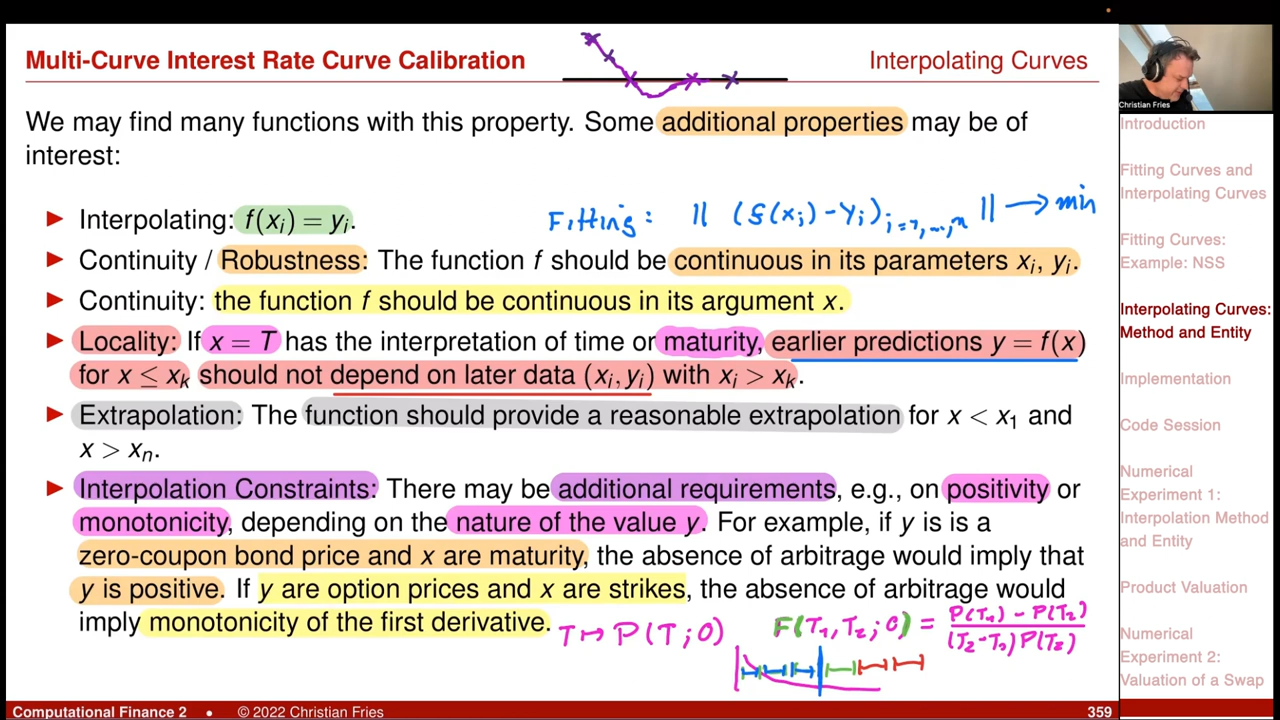 Multi-Curve Interest Rate Curve Calibration
Interpolating Curves
We may find many functions with this property. Some additional properties may be of
interest:
► Interpolating: f(xᵢ) = yᵢ.
Fitting: || (f(xᵢ) - yᵢ)ᵢ₌₁,...,ₙ || → min
► Continuity / Robustness: The function f should be continuous in its parameters xᵢ, yᵢ.
► Continuity: the function f should be continuous in its argument x.
► Locality: If x = T has the interpretation of time or maturity, earlier predictions y = f(x)
for x ≤ xₖ should not depend on later data (xᵢ, yᵢ) with xᵢ > xₖ.
► Extrapolation: The function should provide a reasonable extrapolation for x < x₁ and
x > xₙ.
► Interpolation Constraints: There may be additional requirements, e.g., on positivity or
monotonicity, depending on the nature of the value y. For example, if y is is a
zero-coupon bond price and x are maturity, the absence of arbitrage would imply that
y is positive. If y are option prices and x are strikes, the absence of arbitrage would
imply monotonicity of the first derivative.
T ↦ P(T;0)
F(T₁,T₂;0) = P(T₁) - P(T₂) / (T₂-T₁) P(T₂)
Computational Finance 2 • © 2022 Christian Fries 359
Christian Fries
Introduction
Fitting Curves and
Interpolating Curves
Fitting Curves:
Example: NSS
Interpolating Curves:
Method and Entity
Implementation
Code Session
Numerical
Experiment 1:
Interpolation Method
and Entity
Product Valuation
Numerical
Experiment 2:
Valuation of a Swap